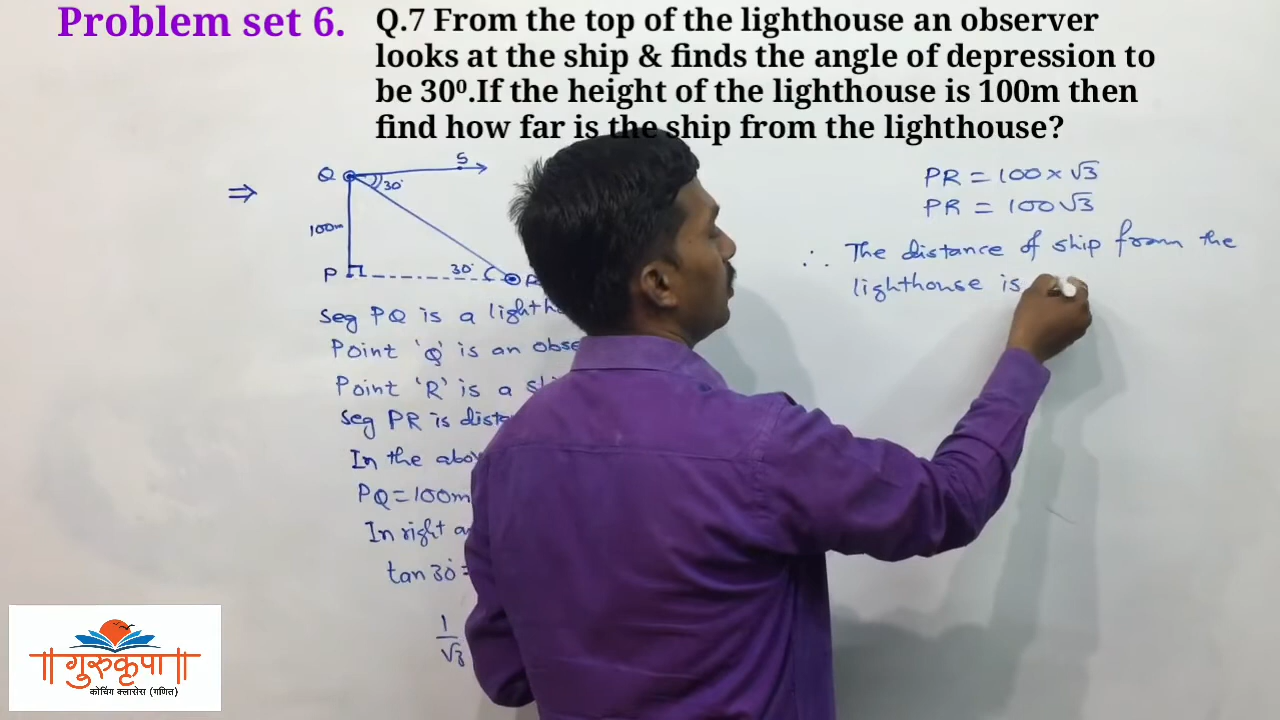 Problem set 6.
Q.7 From the top of the lighthouse an observer
looks at the ship & finds the angle of depression to
be 30⁰.If the height of the lighthouse is 100m then
find how far is the ship from the lighthouse?
⇒
Q S
30°
100m
P 30°
Seg PQ is a
Point 'Q' is an
Point 'R' is a
Seg PR is
In the
PQ=100m
In right
tan 30°=
1/√3
PR = 100×√3
PR = 100√3
∴ The distance of ship from the
lighthouse is
॥गुरुकृपा॥
कोचिंग क्लासेस (गणित)